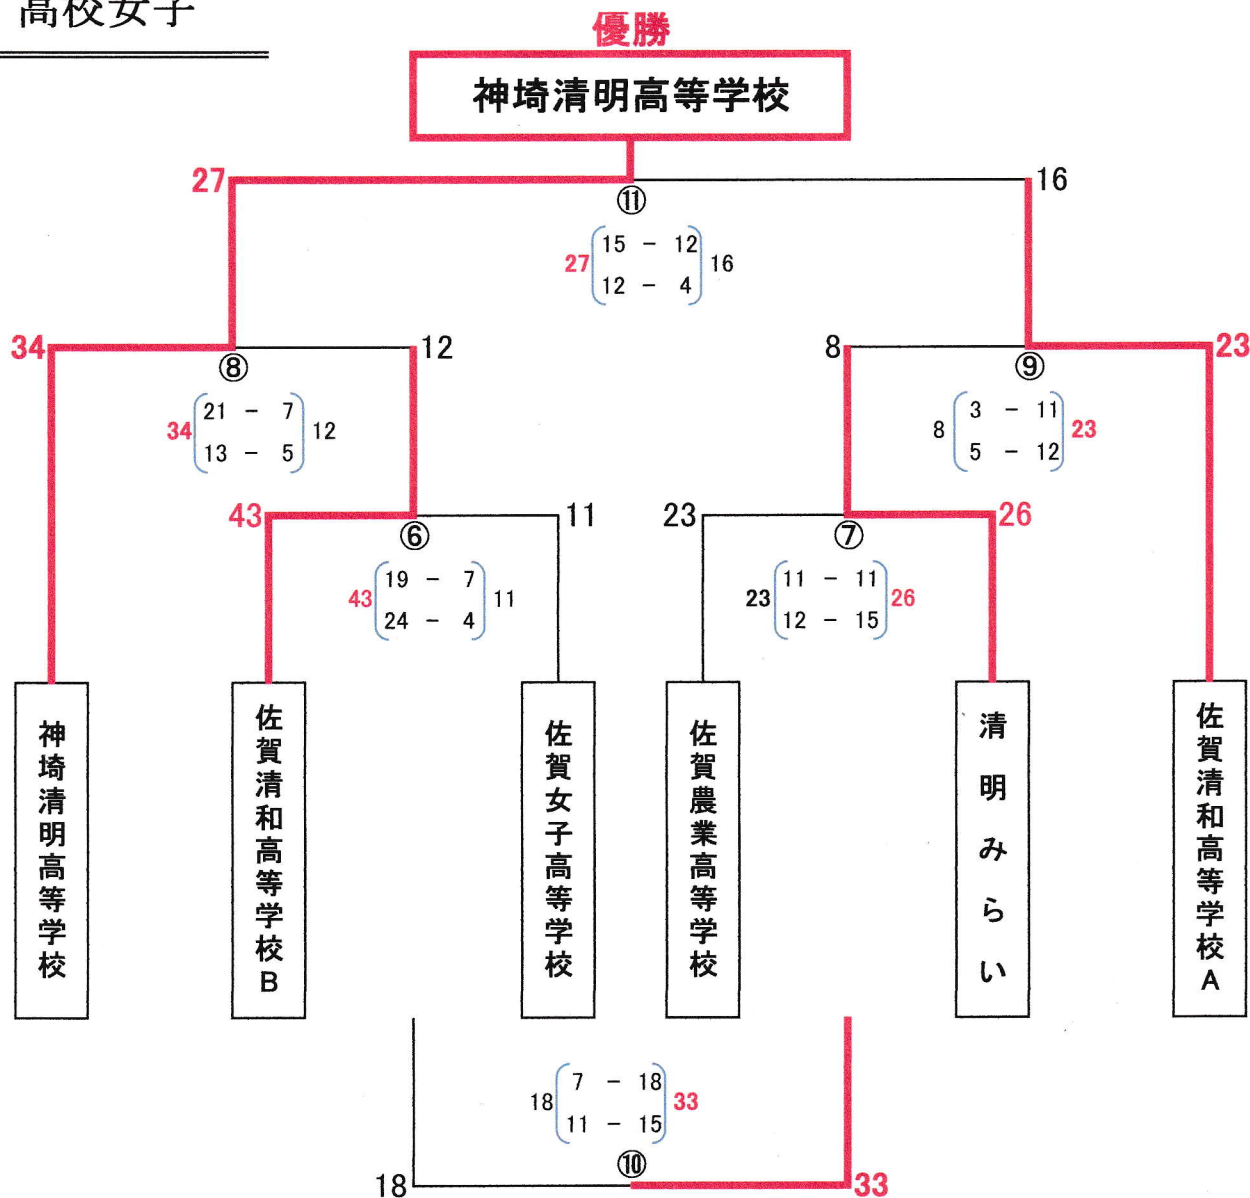 高校女子
優勝
神埼清明高等学校
27
16
⑪
15 － 12
27
16
12 － 4
34
12
8
23
⑧
⑨
21 － 7
34
12
13 － 5
3 － 11
8
23
5 － 12
43
11
23
26
⑥
⑦
19 － 7
43
11
24 － 4
11 － 11
23
26
12 － 15
神埼清明高等学校
佐賀清和高等学校B
佐賀女子高等学校
佐賀農業高等学校
清明みらい
佐賀清和高等学校A
7 － 18
18
33
11 － 15
⑩
18
33